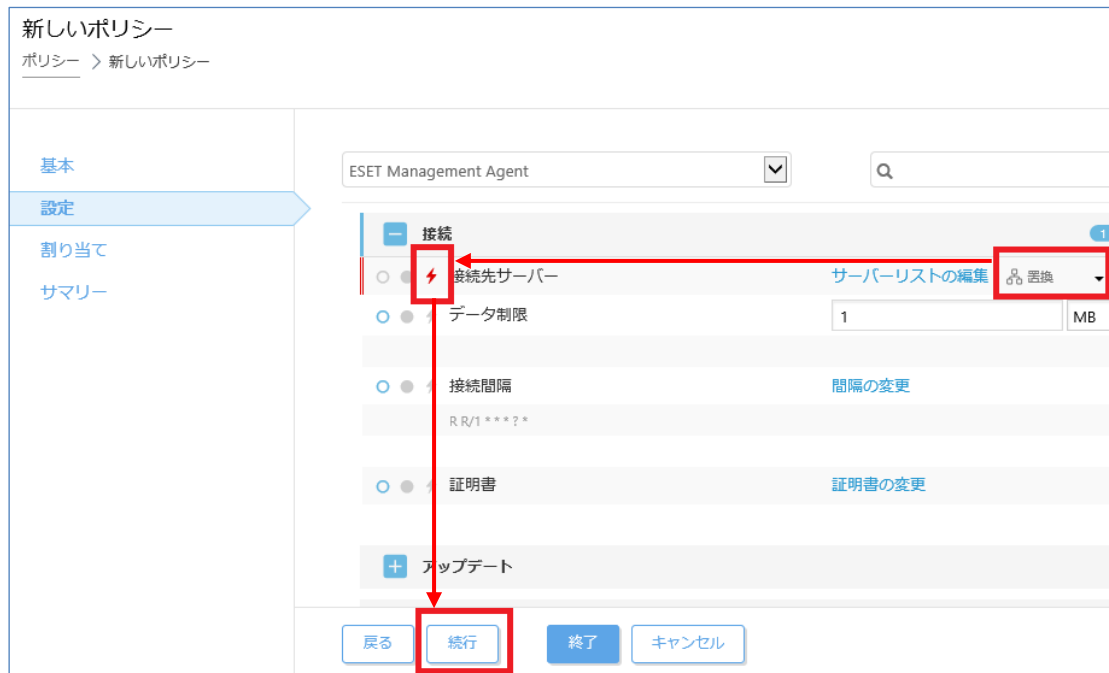 新しいポリシー
ポリシー > 新しいポリシー
基本
設定
割り当て
サマリー
ESET Management Agent
接続
1
接続先サーバー サーバーリストの編集 置換
データ制限 1 MB
接続間隔 間隔の変更
R R/1 * * * ? *
証明書 証明書の変更
アップデート
戻る 続行 終了 キャンセル